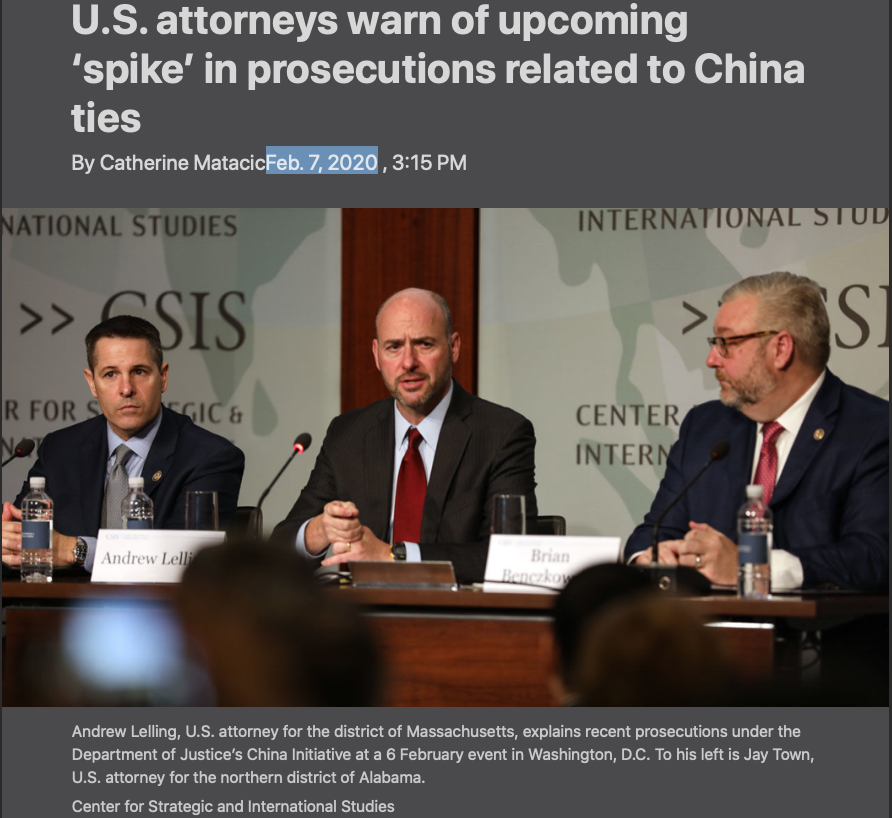 U.S. attorneys warn of upcoming
‘spike’ in prosecutions related to China
ties
By Catherine MatacicFeb. 7, 2020 , 3:15 PM
NATIONAL STUDIES
INTERNATIONAL STUD
>> CSIS
> SI
R FOR S EGIC &
CENTER
INTERN
Andrew Lelli
Brian
Benczkow
Andrew Lelling, U.S. attorney for the district of Massachusetts, explains recent prosecutions under the
Department of Justice’s China Initiative at a 6 February event in Washington, D.C. To his left is Jay Town,
U.S. attorney for the northern district of Alabama.
Center for Strategic and International Studies